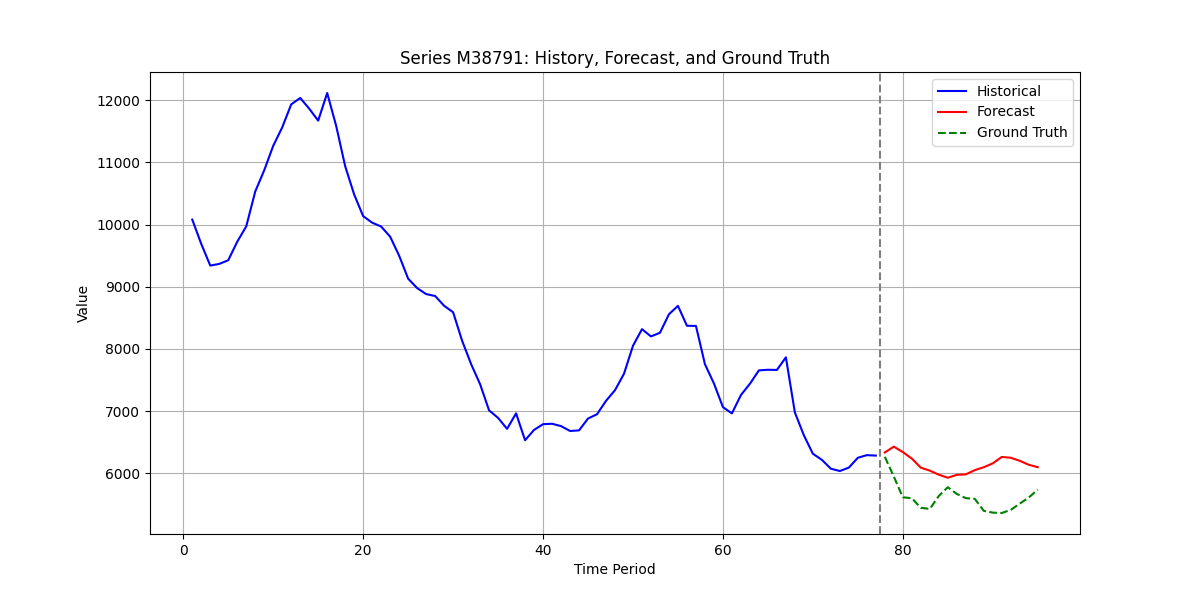 Series M38791: History, Forecast, and Ground Truth
Historical
Forecast
Ground Truth
12000
11000
10000
9000
8000
7000
6000
Value
0
20
40
60
80
Time Period